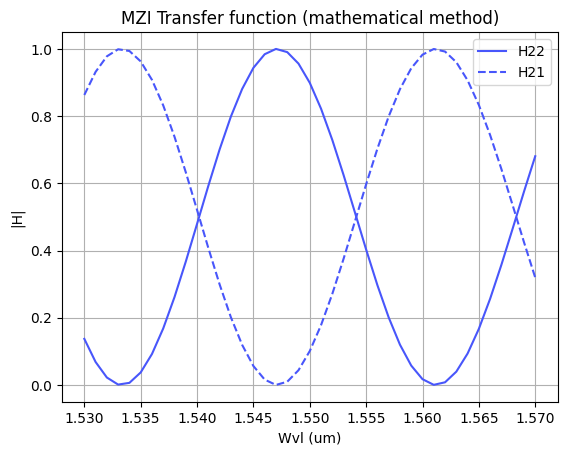 MZI Transfer function (mathematical method)
H22
H21
1.0
0.8
0.6
0.4
0.2
0.0
|H|
1.530 1.535 1.540 1.545 1.550 1.555 1.560 1.565 1.570
Wvl (um)